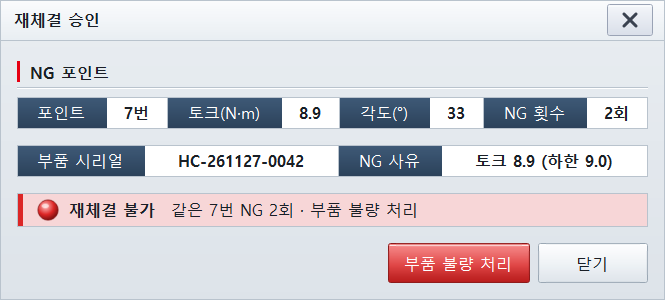 재체결 승인
NG 포인트
포인트 7번 토크(N·m) 8.9 각도(°) 33 NG 횟수 2회
부품 시리얼 HC-261127-0042 NG 사유 토크 8.9 (하한 9.0)
재체결 불가 같은 7번 NG 2회 · 부품 불량 처리
부품 불량 처리 닫기